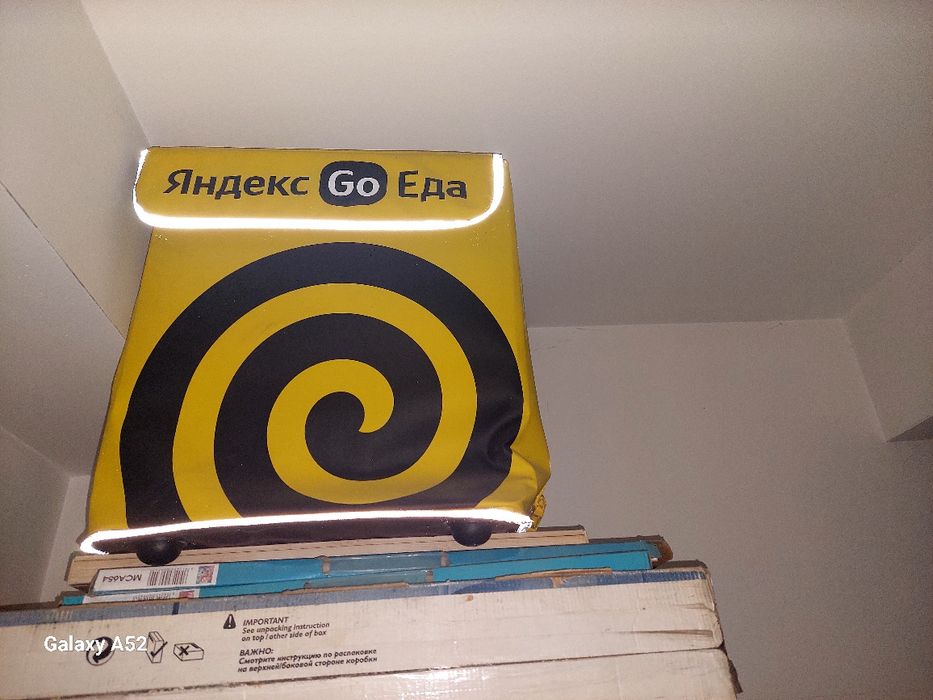 Яндекс Go Еда
MCA654
IMPORTANT
See unpacking instruction
on top / other side of box
ВАЖНО:
Смотрите инструкцию по распаковке
на верхней/боковой стороне коробки
Galaxy A52